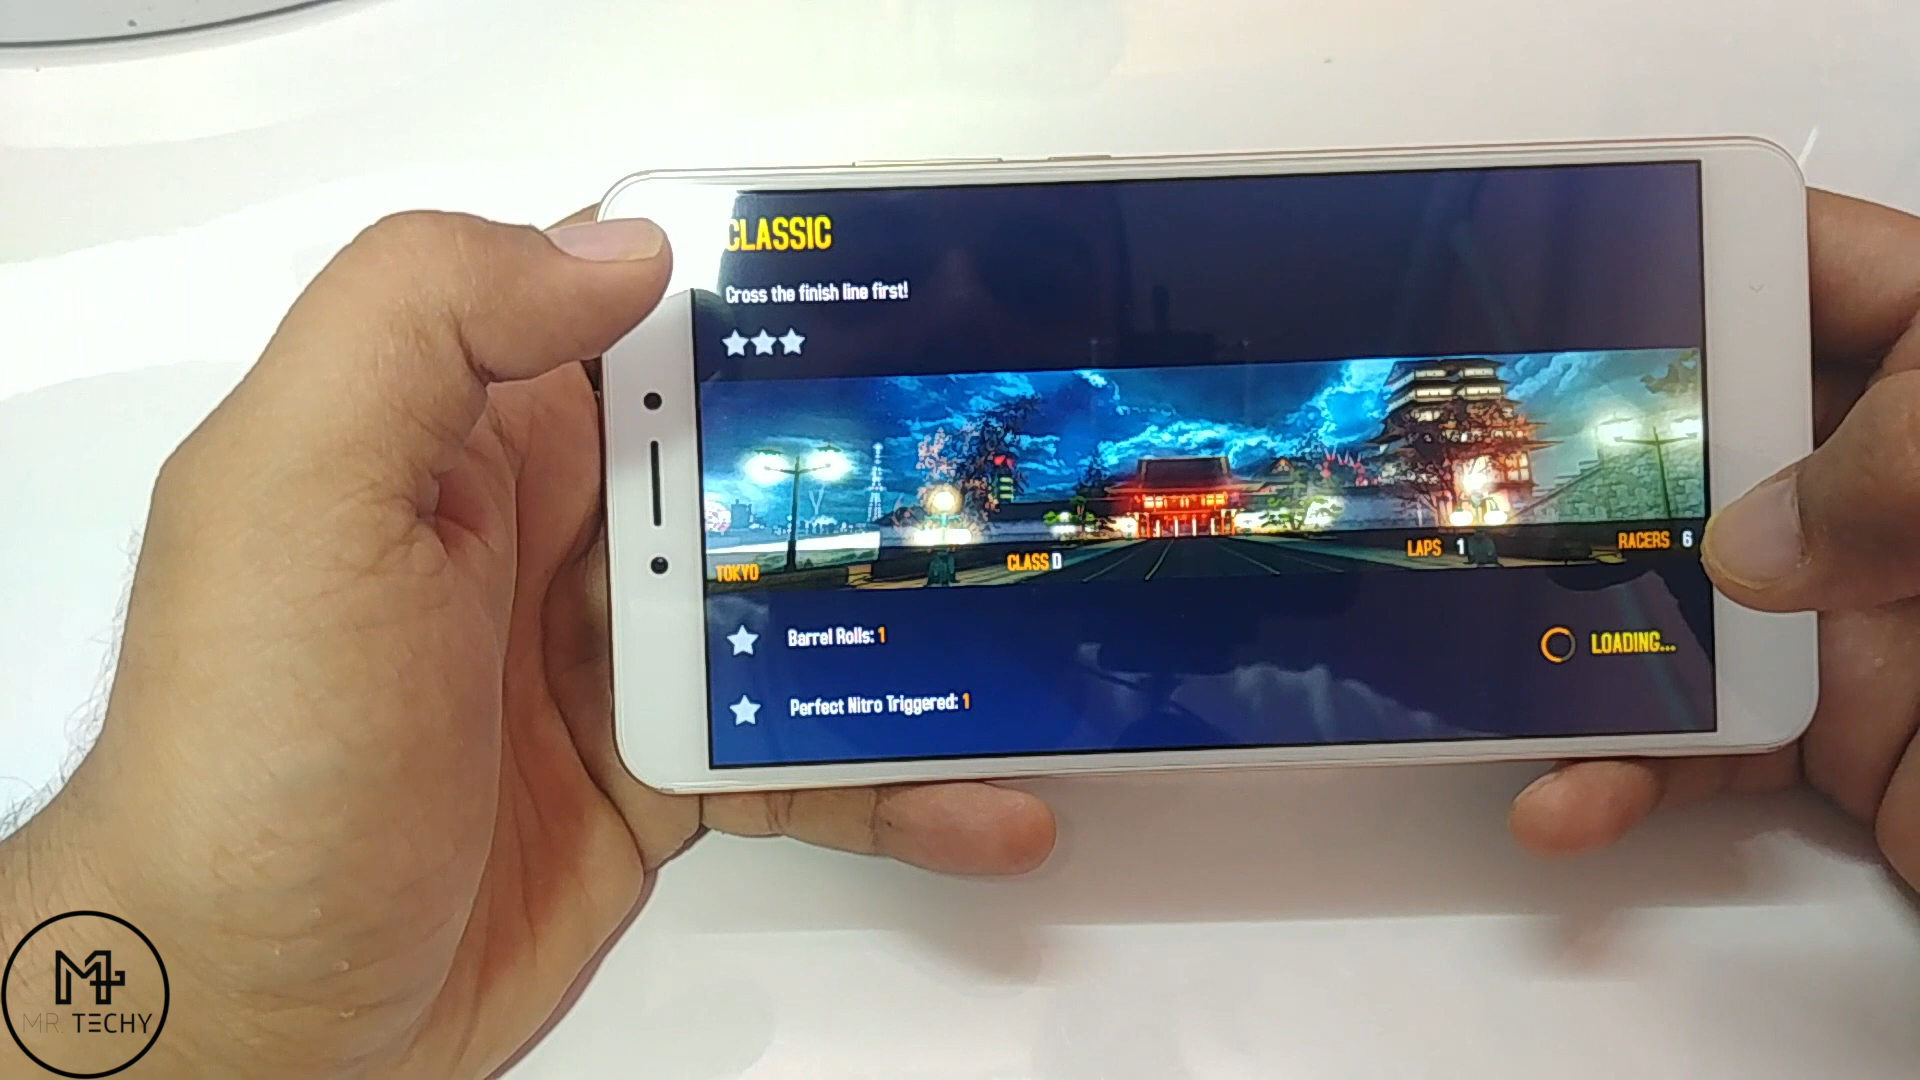 CLASSIC
Cross the finish line first!
TOKYO
CLASS D
LAPS 1
RACERS 6
Barrel Rolls: 1
LOADING...
Perfect Nitro Triggered: 1
MR. TECHY